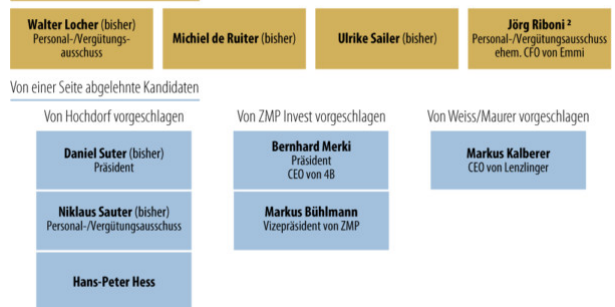 Walter Locher (bisher)
Personal-/Vergütungs-
ausschuss
Michiel de Ruiter (bisher)
Ulrike Sailer (bisher)
Jörg Riboni ²
Personal-/Vergütungsausschuss
ehem. CFO von Emmi
Von einer Seite abgelehnte Kandidaten
Von Hochdorf vorgeschlagen
Daniel Suter (bisher)
Präsident
Niklaus Sauter (bisher)
Personal-/Vergütungsausschuss
Hans-Peter Hess
Von ZMP Invest vorgeschlagen
Bernhard Merki
Präsident
CEO von 4B
Markus Bühlmann
Vizepräsident von ZMP
Von Weiss/Maurer vorgeschlagen
Markus Kalberer
CEO von Lenzlinger